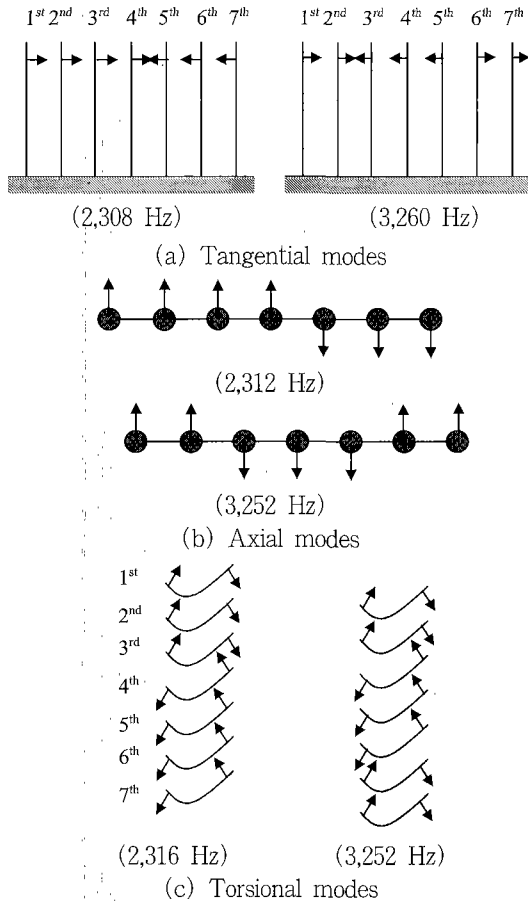 1st 2nd 3rd 4th 5th 6th 7th 1st 2nd 3rd 4th 5th 6th 7th
(2,308 Hz) (3,260 Hz)
(a) Tangential modes
(2,312 Hz)
(3,252 Hz)
(b) Axial modes
1st
2nd
3rd
4th
5th
6th
7th
(2,316 Hz) (3,252 Hz)
(c) Torsional modes